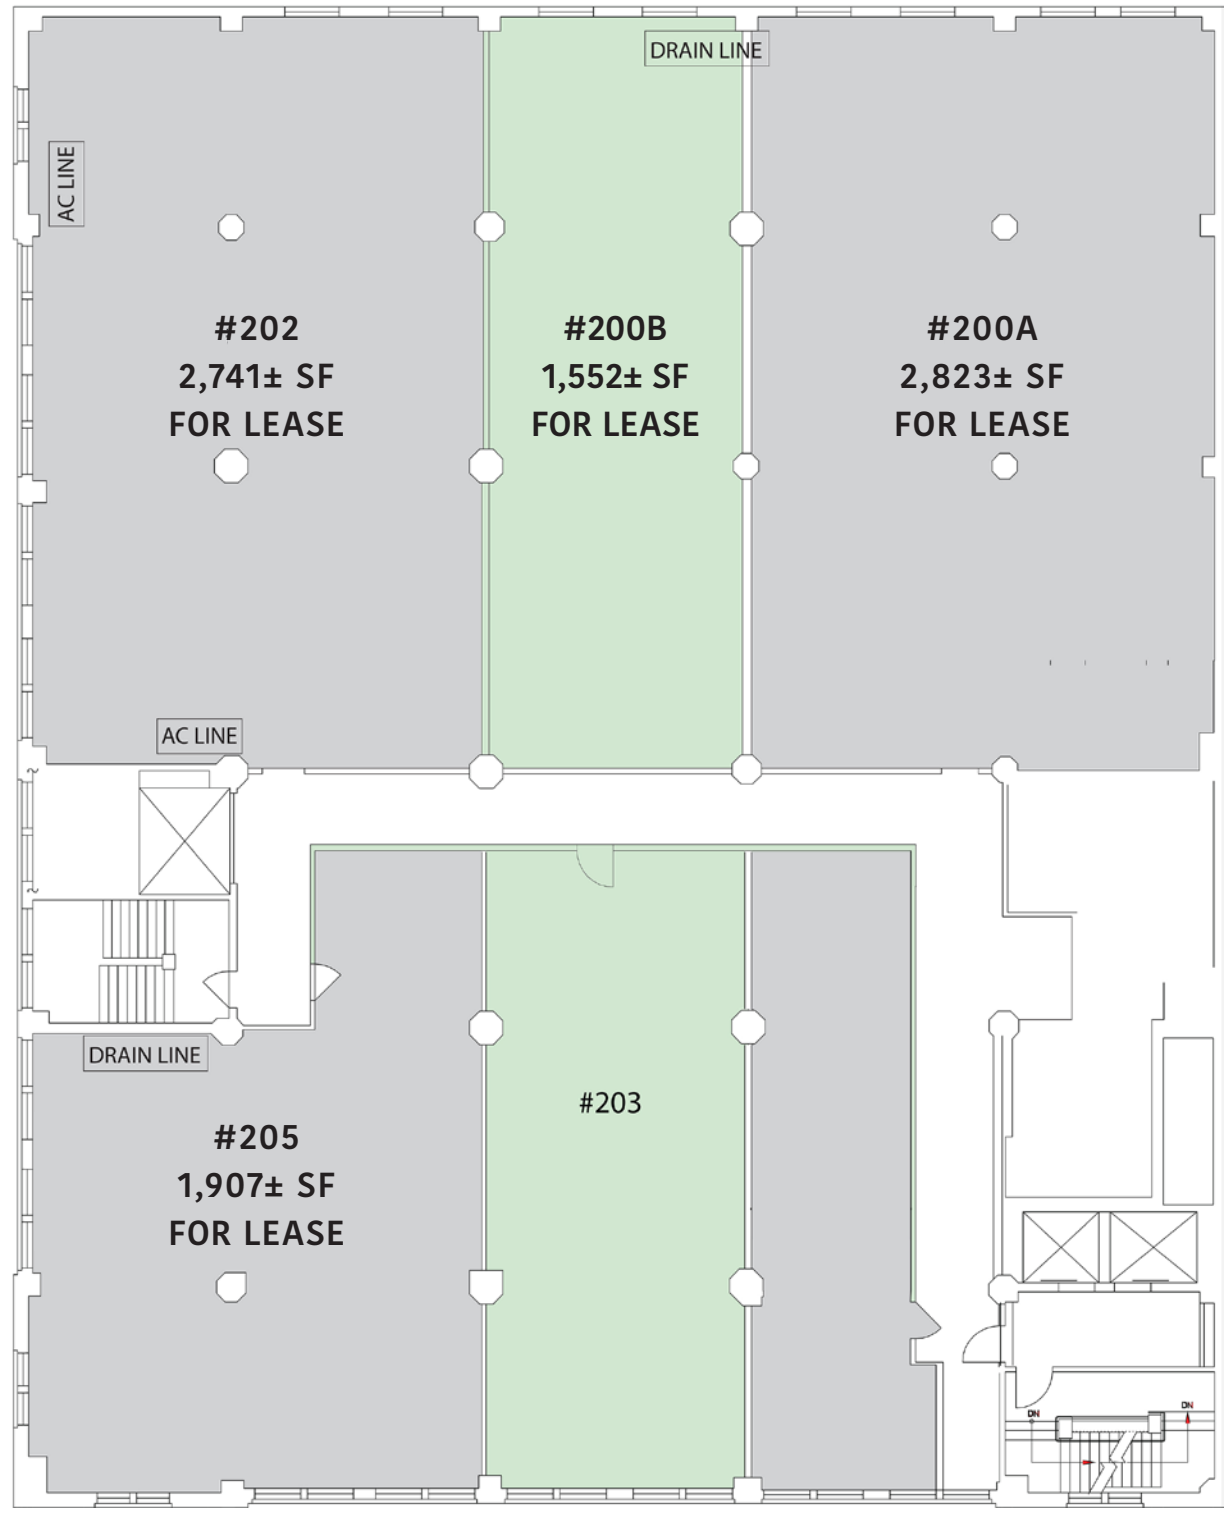 DRAIN LINE
AC LINE
#202
2,741± SF
FOR LEASE
#200B
1,552± SF
FOR LEASE
#200A
2,823± SF
FOR LEASE
AC LINE
DRAIN LINE
#203
#205
1,907± SF
FOR LEASE
DN
DN